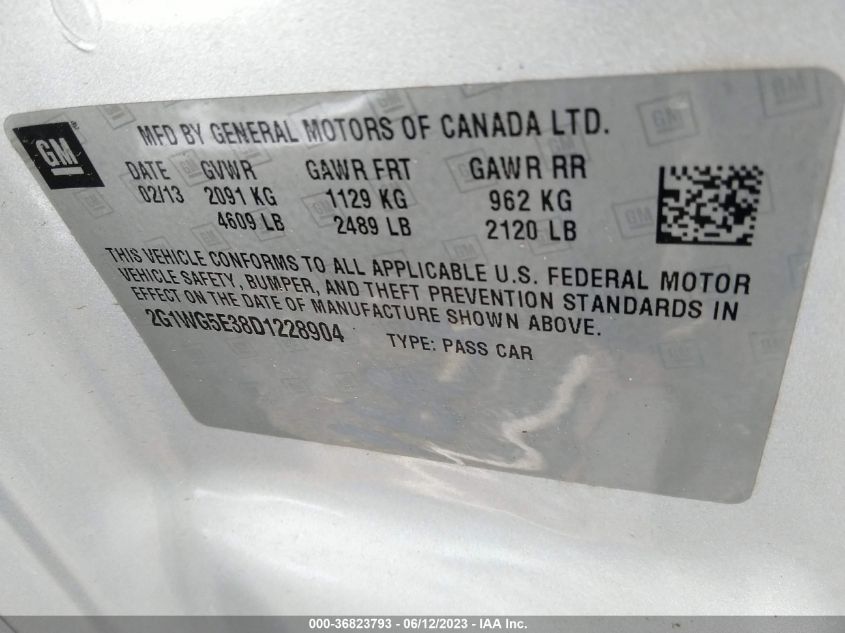 GM
MFD BY GENERAL MOTORS OF CANADA LTD.
DATE GVWR GAWR FRT GAWR RR
02/13 2091 KG 1129 KG 962 KG
4609 LB 2489 LB 2120 LB
THIS VEHICLE CONFORMS TO ALL APPLICABLE U.S. FEDERAL MOTOR
VEHICLE SAFETY, BUMPER, AND THEFT PREVENTION STANDARDS IN
EFFECT ON THE DATE OF MANUFACTURE SHOWN ABOVE.
2G1WG5E38D1228904 TYPE: PASS CAR
000-36823793 - 06/12/2023 - IAA Inc.